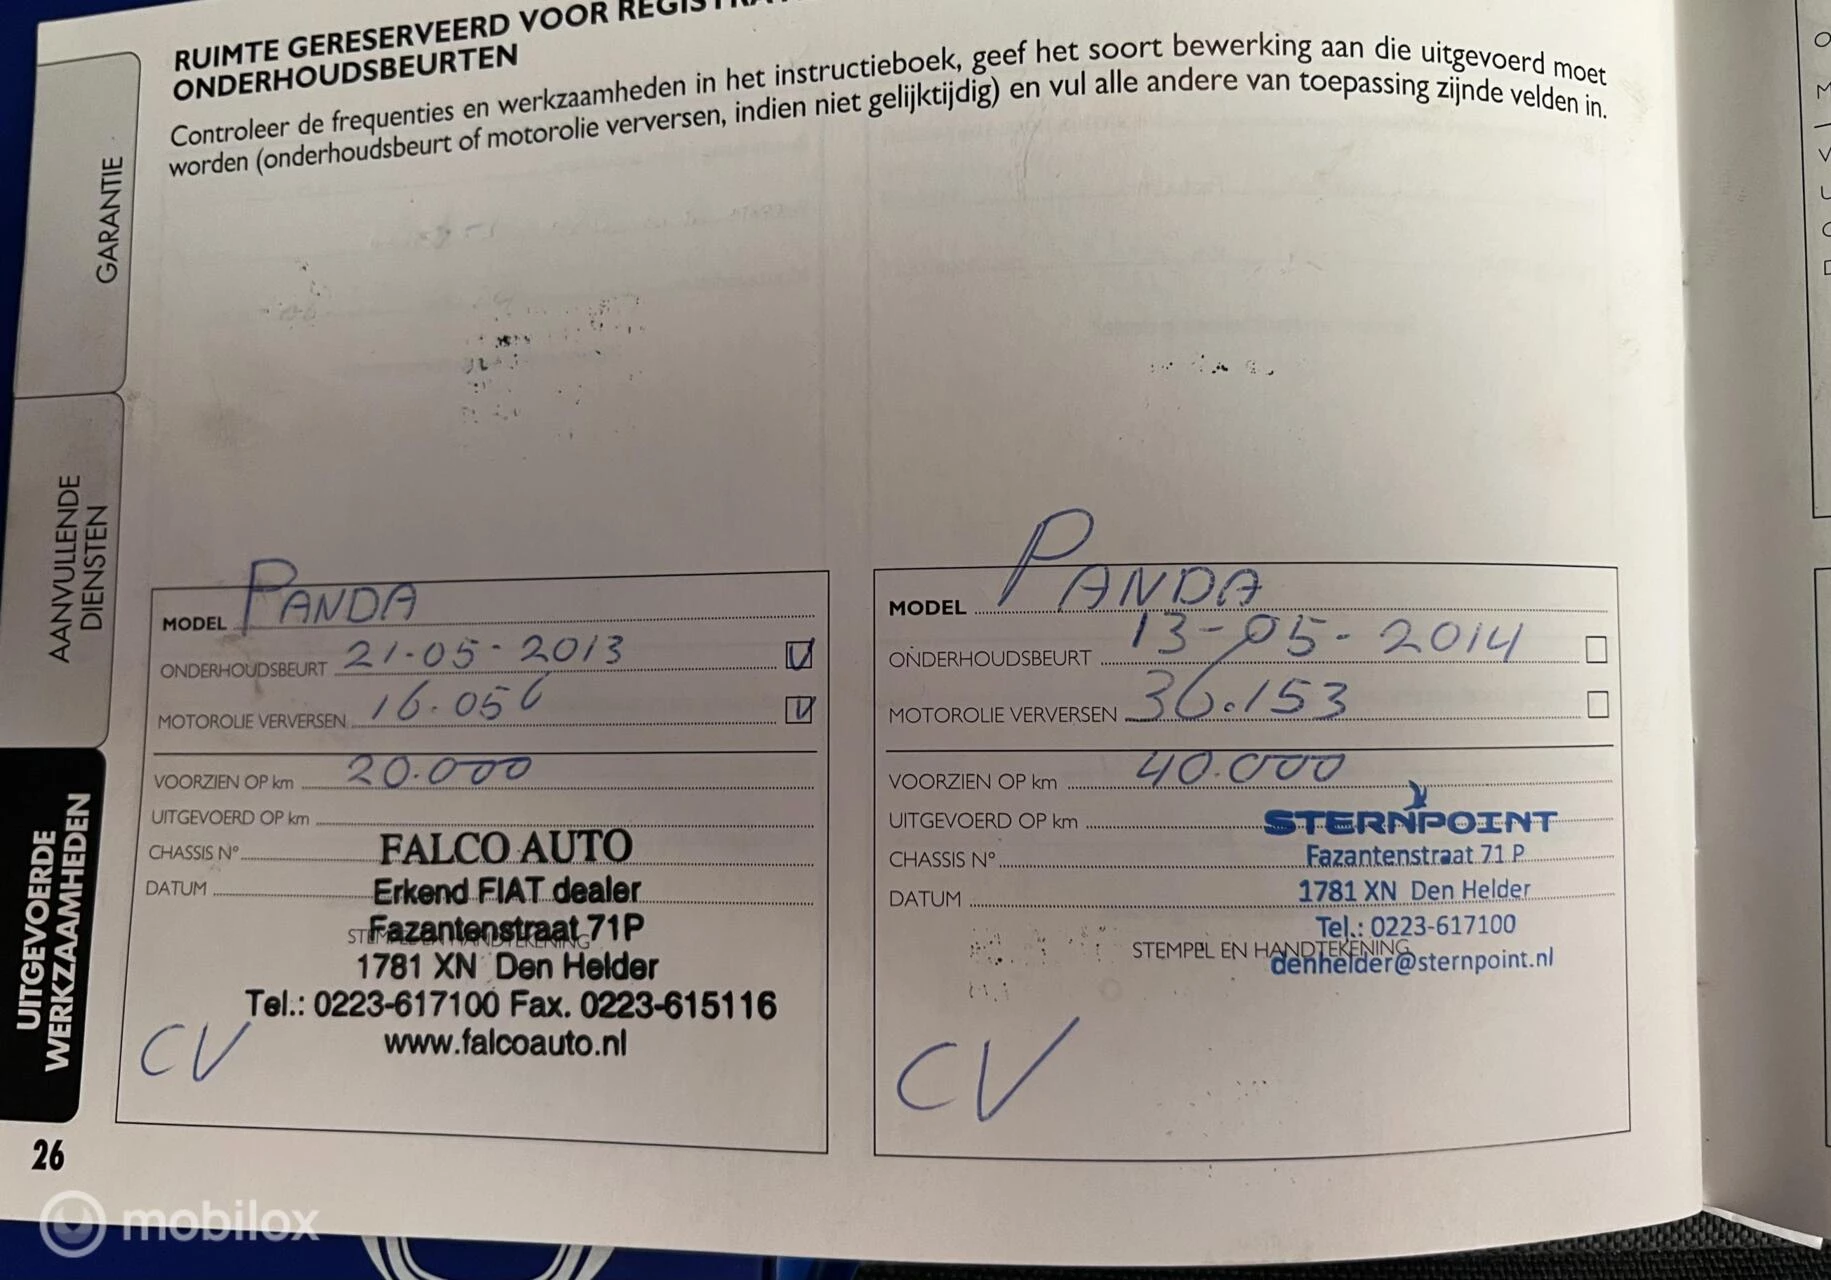 RUIMTE GERESERVEERD VOOR
ONDERHOUDSBEURTEN
Controleer de frequenties en werkzaamheden in het instructieboek, geef het soort bewerking aan die uitgevoerd moet
worden (onderhoudsbeurt of motorolie verversen, indien niet gelijktijdig) en vul alle andere van toepassing zijnde velden in.
GARANTIE
AANVULLENDE
DIENSTEN
UITGEVOERDE
WERKZAAMHEDEN
26
MODEL PANDA
ONDERHOUDSBEURT 21-05-2013
MOTOROLIE VERVERSEN 16.056
VOORZIEN OP km 20.000
UITGEVOERD OP km
CHASSIS N°
DATUM
FALCO AUTO
Erkend FIAT dealer
Fazantenstraat 71P
1781 XN Den Helder
Tel.: 0223-617100 Fax. 0223-615116
www.falcoauto.nl
CV
MODEL PANDA
ONDERHOUDSBEURT 13-05-2014
MOTOROLIE VERVERSEN 36.153
VOORZIEN OP km 40.000
UITGEVOERD OP km
CHASSIS N°
DATUM
STERNPOINT
Fazantenstraat 71 P
1781 XN Den Helder
Tel.: 0223-617100
STEMPEL EN HANDTEKENING
denhelder@sternpoint.nl
CV
mobilox